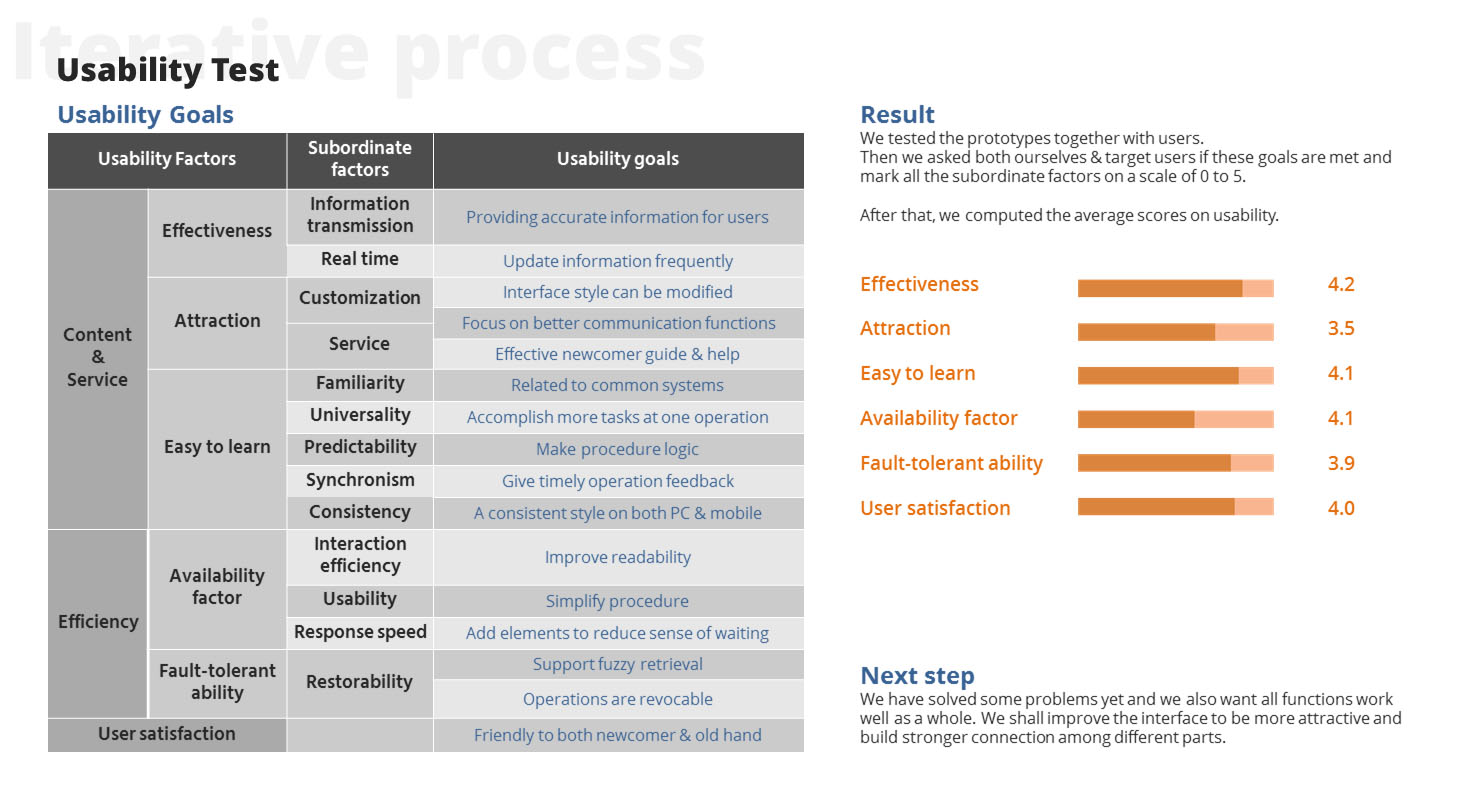 Iterative process
Usability Test
Usability Goals
Usability Factors
Subordinate
factors
Usability goals
Content
&
Service
Effectiveness
Information
transmission
Providing accurate information for users
Real time
Update information frequently
Attraction
Customization
Interface style can be modified
Service
Focus on better communication functions
Effective newcomer guide & help
Easy to learn
Familiarity
Related to common systems
Universality
Accomplish more tasks at one operation
Predictability
Make procedure logic
Synchronism
Give timely operation feedback
Consistency
A consistent style on both PC & mobile
Efficiency
Availability
factor
Interaction
efficiency
Improve readability
Usability
Simplify procedure
Response speed
Add elements to reduce sense of waiting
Fault-tolerant
ability
Restorability
Support fuzzy retrieval
Operations are revocable
User satisfaction
Friendly to both newcomer & old hand
Result
We tested the prototypes together with users.
Then we asked both ourselves & target users if these goals are met and
mark all the subordinate factors on a scale of 0 to 5.
After that, we computed the average scores on usability.
Effectiveness 4.2
Attraction 3.5
Easy to learn 4.1
Availability factor 4.1
Fault-tolerant ability 3.9
User satisfaction 4.0
Next step
We have solved some problems yet and we also want all functions work
well as a whole. We shall improve the interface to be more attractive and
build stronger connection among different parts.